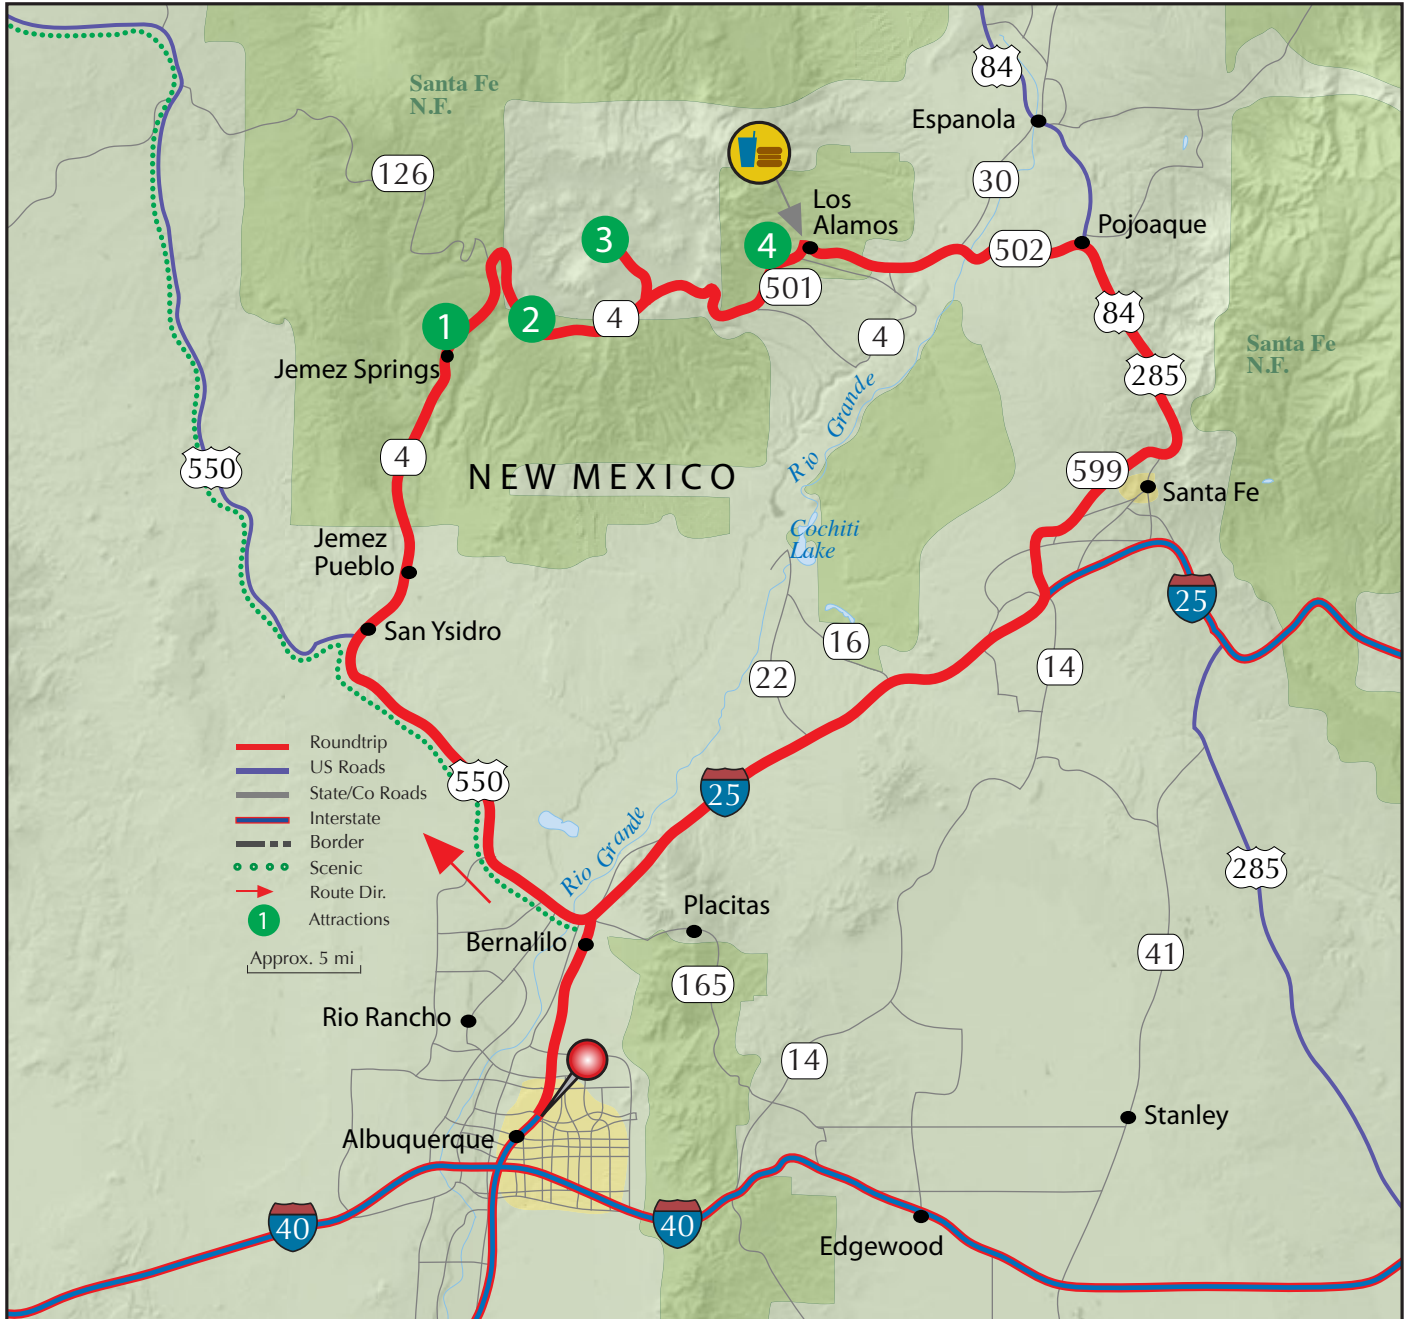 84
Santa Fe
N.F.
Espanola
126
30
Los
Alamos
Pojoaque
3
4
502
501
84
1
2
4
4
Santa Fe
N.F.
Jemez Springs
285
Rio Grande
4
550
NEW MEXICO
599
Santa Fe
Cochiti
Lake
Jemez
Pueblo
25
San Ysidro
16
14
22
Roundtrip
US Roads
State/Co Roads
Interstate
Border
Scenic
Route Dir.
1
Attractions
Approx. 5 mi
550
25
Rio Grande
285
Placitas
Bernalilo
165
41
Rio Rancho
14
Stanley
Albuquerque
40
40
Edgewood